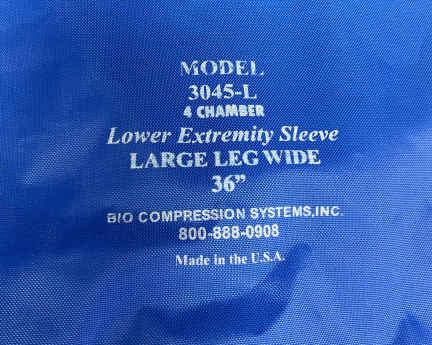 MODEL
3045-L
4 CHAMBER
Lower Extremity Sleeve
LARGE LEG WIDE
36”
BIO COMPRESSION SYSTEMS,INC.
800-888-0908
Made in the U.S.A.